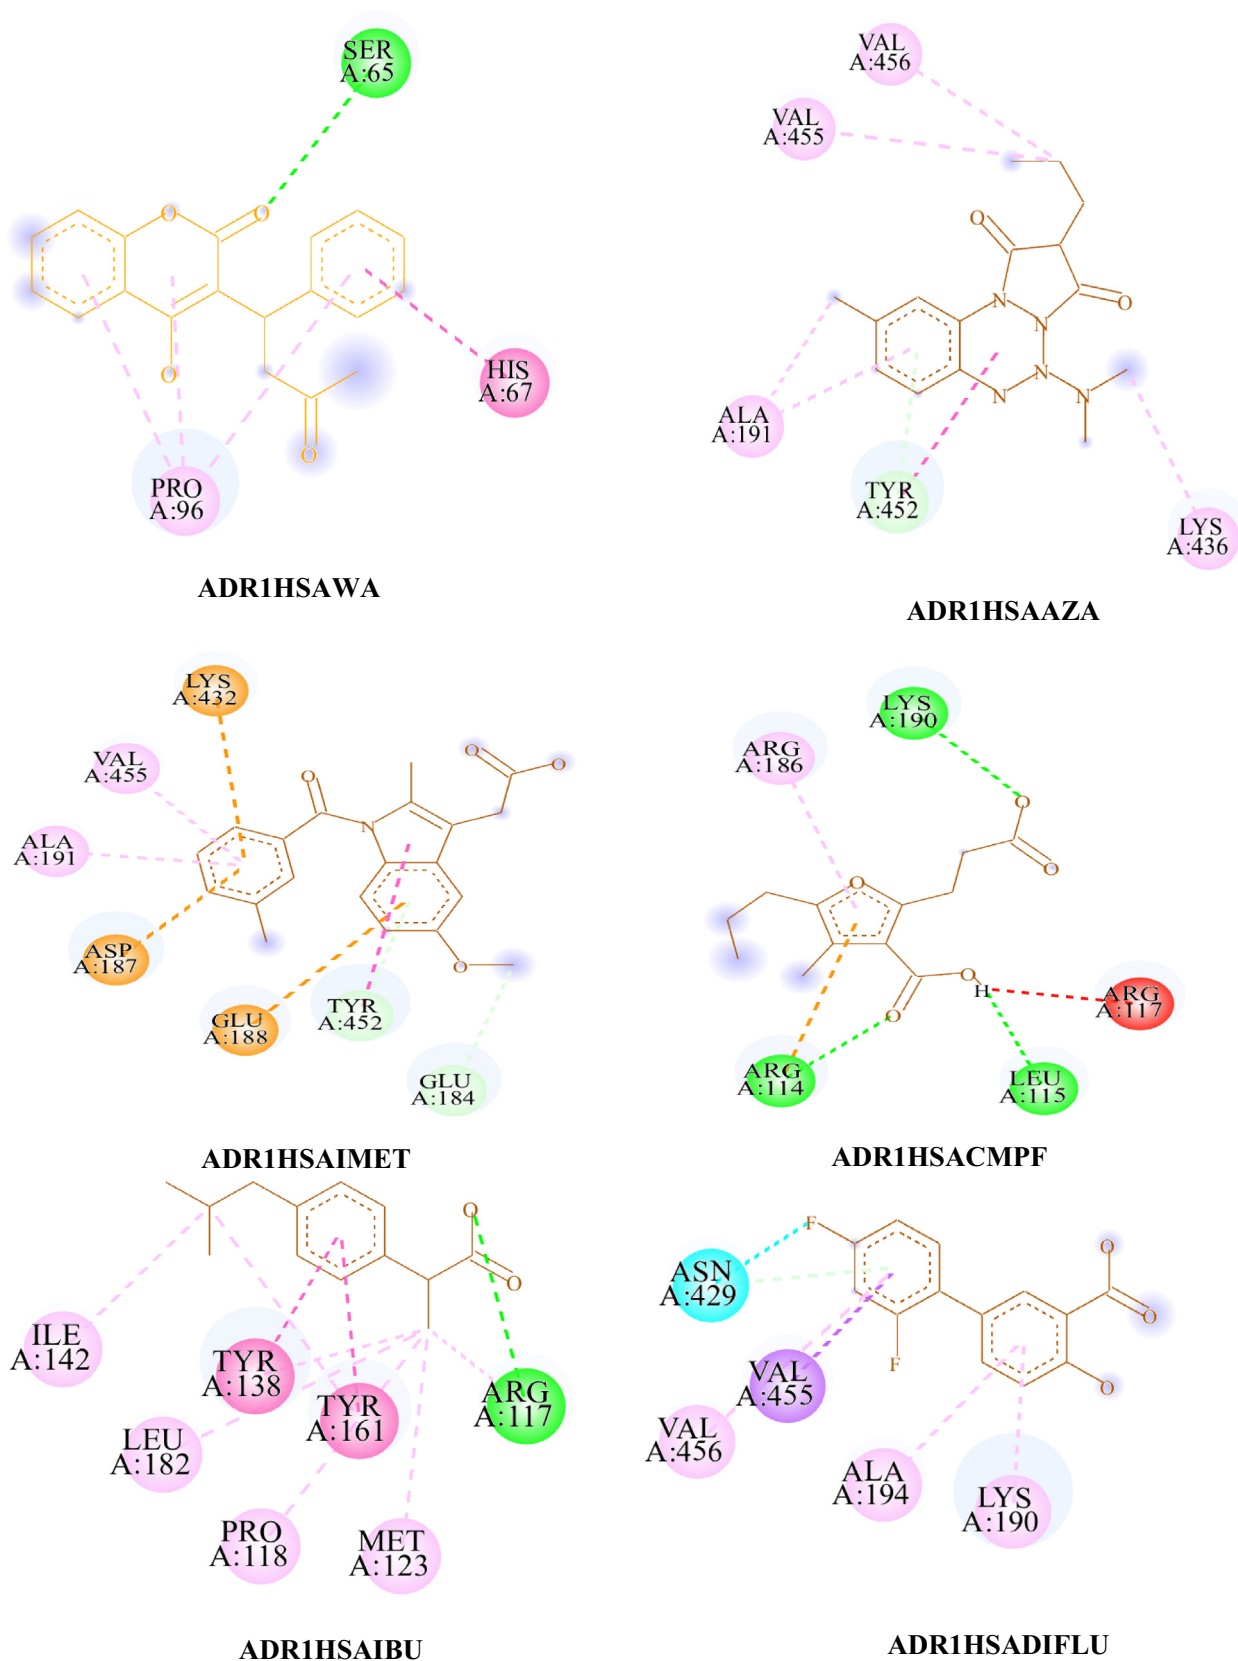 SER
A:65
O
O
O
O
HIS
A:67
PRO
A:96
ADR1HSAWA
VAL
A:456
VAL
A:455
O
O
N
N
N
N
N
ALA
A:191
TYR
A:452
LYS
A:436
ADR1HSAAZA
LYS
A:432
VAL
A:455
ALA
A:191
O
O
O
N
O
ASP
A:187
GLU
A:188
TYR
A:452
GLU
A:184
ADR1HSAIMET
LYS
A:190
ARG
A:186
O
O
O
O
H
O
ARG
A:117
ARG
A:114
LEU
A:115
ADR1HSACMPF
O
O
ILE
A:142
TYR
A:138
TYR
A:161
ARG
A:117
LEU
A:182
PRO
A:118
MET
A:123
ADR1HSAIBU
F
ASN
A:429
O
O
F
O
VAL
A:455
VAL
A:456
ALA
A:194
LYS
A:190
ADR1HSADIFLU